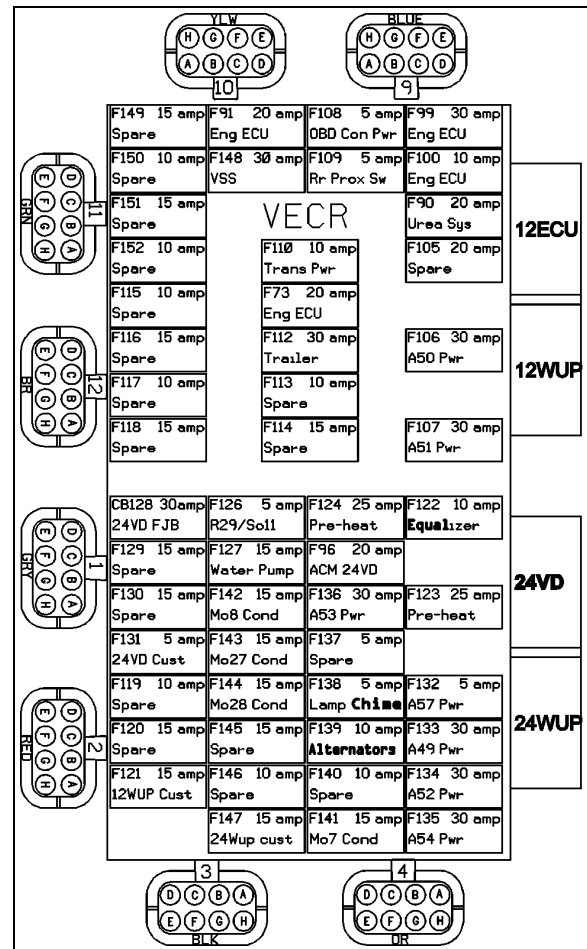 YLW
BLUE
H G F E
H G F E
A B C D
A B C D
10
9
F149 15 amp F91 20 amp F108 5 amp F99 30 amp
Spare Eng ECU OBD Con Pwr Eng ECU
F150 10 amp F148 30 amp F109 5 amp F100 10 amp
Spare VSS Rr Prox Sw Eng ECU
F151 15 amp F90 20 amp
Spare VECR Urea Sys
F152 10 amp F110 10 amp F105 20 amp
Spare Trans Pwr Spare
F115 10 amp F73 20 amp
Spare Eng ECU
F116 15 amp F112 30 amp F106 30 amp
Spare Trailer A50 Pwr
F117 10 amp F113 10 amp
Spare Spare
F118 15 amp F114 15 amp F107 30 amp
Spare Spare A51 Pwr
CB128 30amp F126 5 amp F124 25 amp F122 10 amp
24VD FJB R29/Sol1 Pre-heat Equalizer
F129 15 amp F127 15 amp F96 20 amp
Spare Water Pump ACM 24VD
F130 15 amp F142 15 amp F136 30 amp F123 25 amp
Spare Mo8 Cond A53 Pwr Pre-heat
F131 5 amp F143 15 amp F137 5 amp
24VD Cust Mo27 Cond Spare
F119 10 amp F144 15 amp F138 5 amp F132 5 amp
Spare Mo28 Cond Lamp Chime A57 Pwr
F120 15 amp F145 15 amp F139 10 amp F133 30 amp
Spare Spare Alternators A49 Pwr
F121 15 amp F146 10 amp F140 10 amp F134 30 amp
12WUP Cust Spare Spare A52 Pwr
F147 15 amp F141 15 amp F135 30 amp
24Wup cust Mo7 Cond A54 Pwr
12ECU
12WUP
24VD
24WUP
GRN
E D
F C
G B
H A
11
BR
E D
F C
G B
H A
12
GRY
E D
F C
G B
H A
1
RED
E D
F C
G B
H A
2
3
4
D C B A
D C B A
E F G H
E F G H
BLK
OR